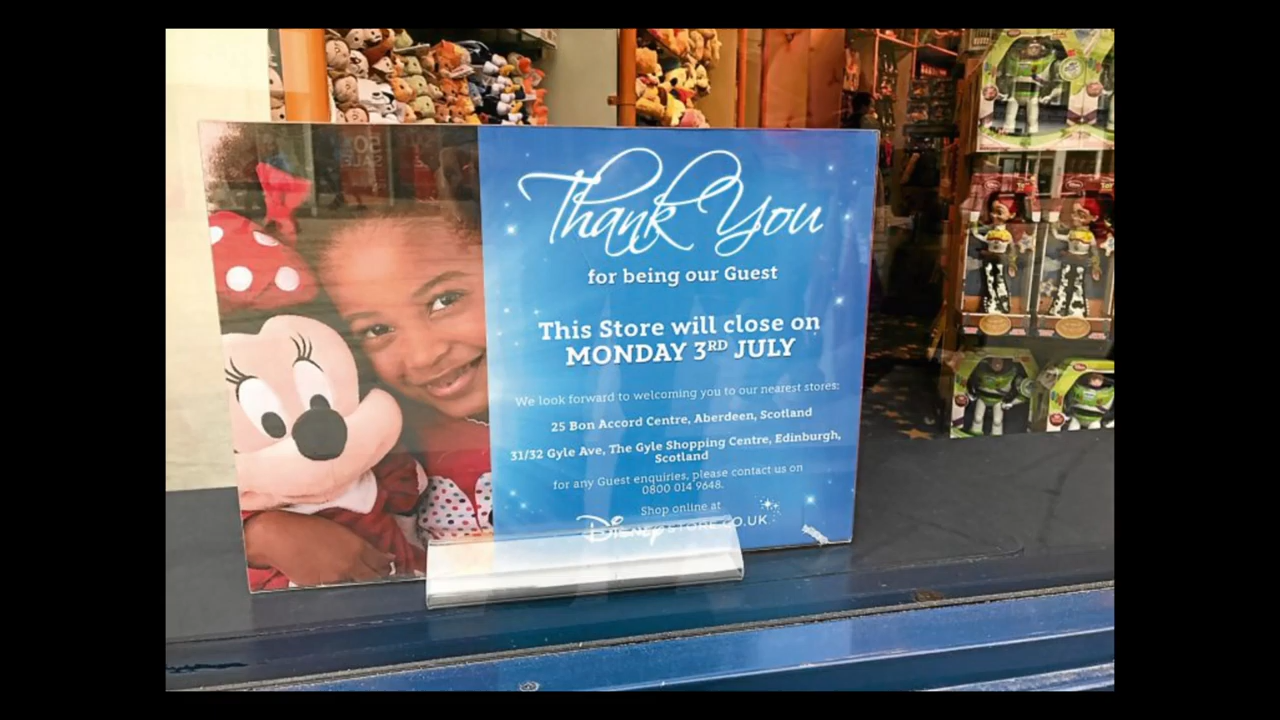 Thank You
for being our Guest
This Store will close on
MONDAY 3RD JULY
We look forward to welcoming you to our nearest stores:
25 Bon Accord Centre, Aberdeen, Scotland
31/32 Gyle Ave, The Gyle Shopping Centre, Edinburgh,
Scotland
for any Guest enquiries, please contact us on
0800 014 9648.
Shop online at
DISNEYSTORE.CO.UK